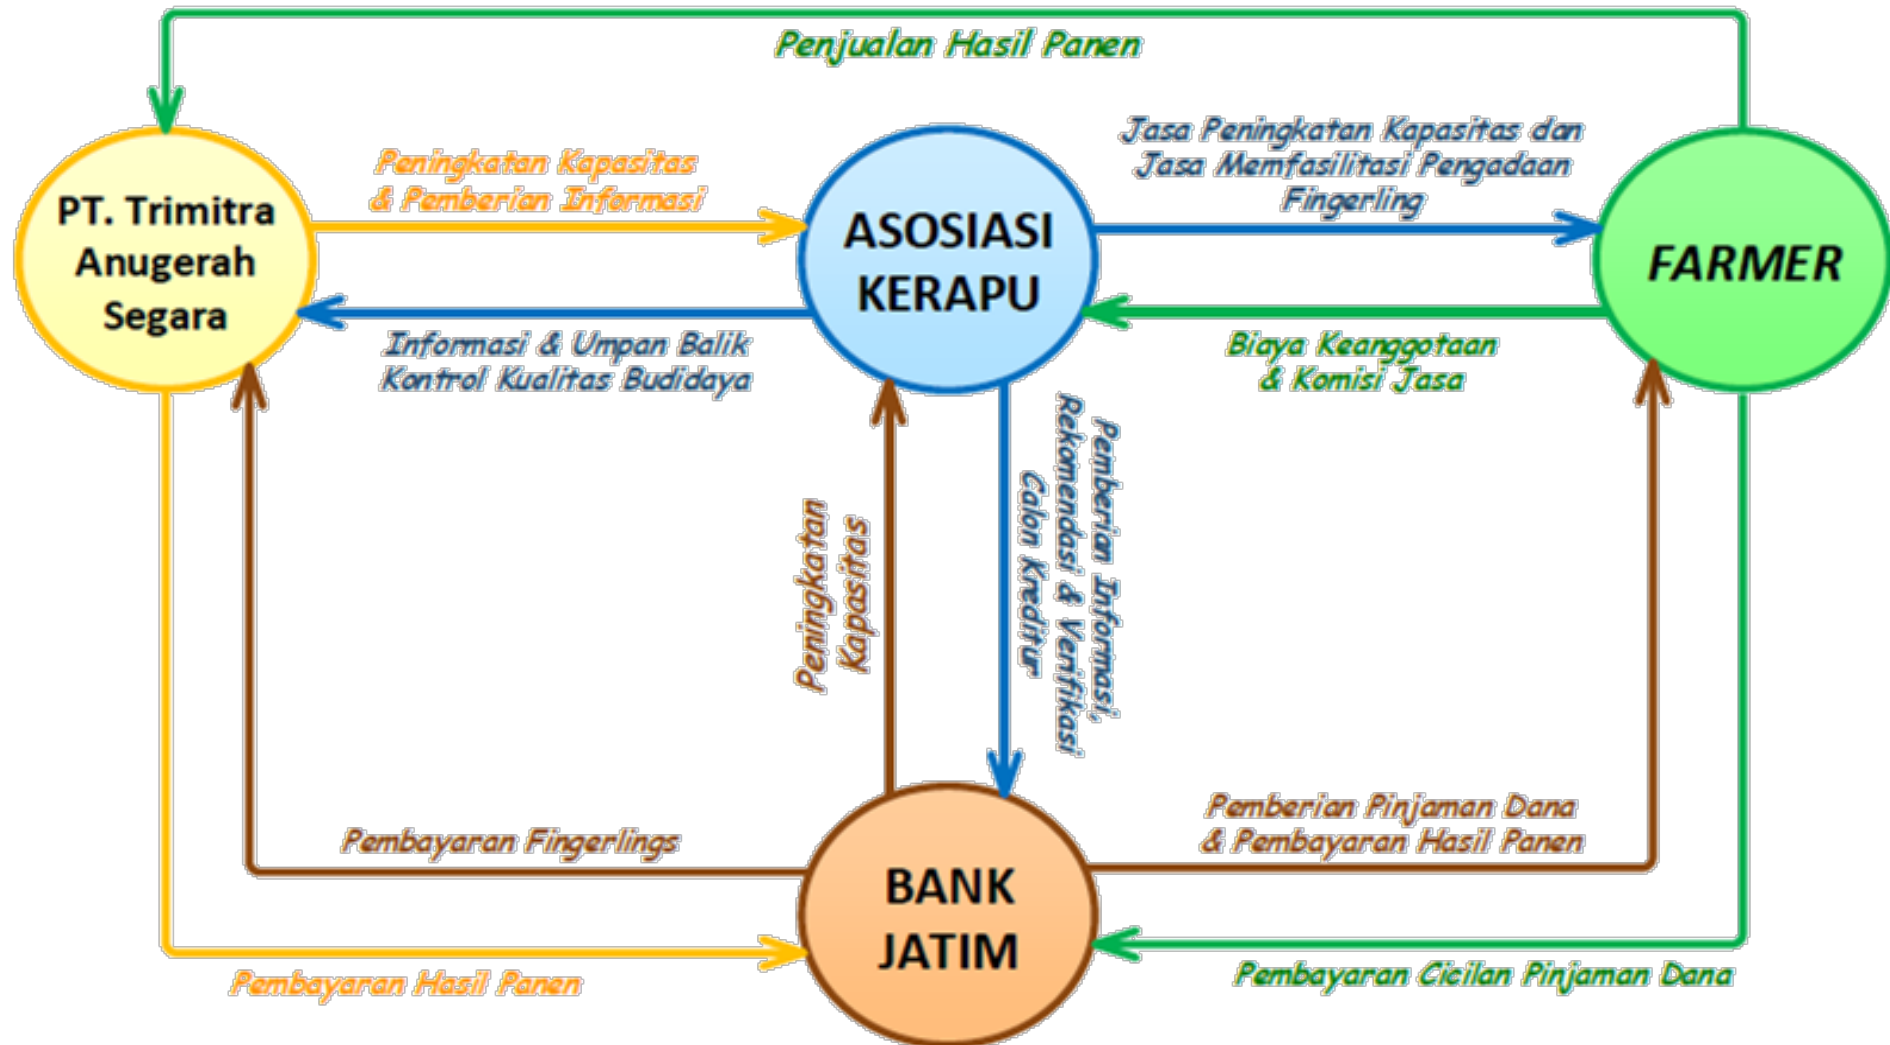 Penjualan Hasil Panen
PT. Trimitra
Anugerah
Segara
Peningkatan Kapasitas
& Pemberian Informasi
ASOSIASI
KERAPU
Jasa Peningkatan Kapasitas dan
Jasa Memfasilitasi Pengadaan
Fingerling
FARMER
Informasi & Umpan Balik
Kontrol Kualitas Budidaya
Biaya Keanggotaan
& Komisi Jasa
Peningkatan
Kapasitas
Pemberian Informasi,
Rekomendasi & Verifikasi
Calon Kreditur
Pembayaran Fingerlings
Pemberian Pinjaman Dana
& Pembayaran Hasil Panen
BANK
JATIM
Pembayaran Hasil Panen
Pembayaran Cicilan Pinjaman Dana